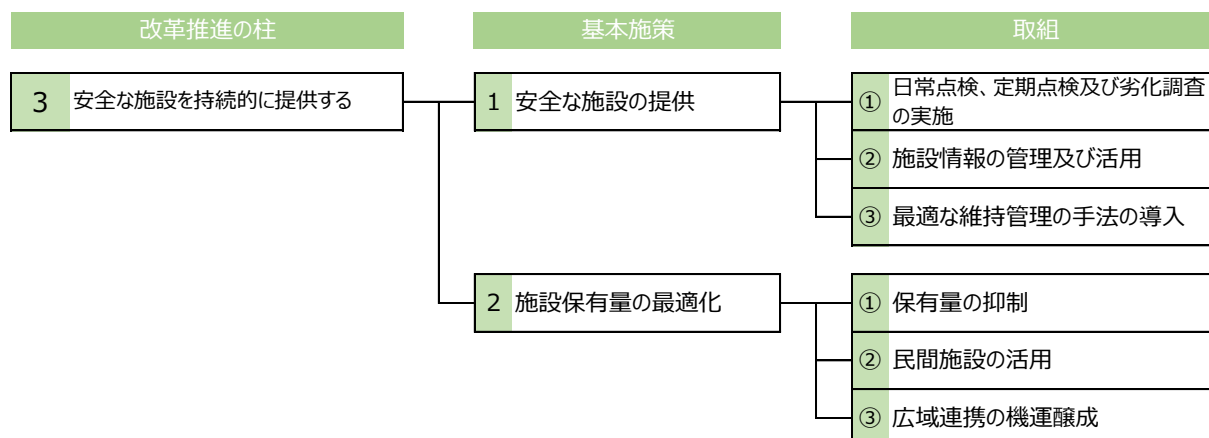 改革推進の柱
基本施策
取組
3 安全な施設を持続的に提供する
1 安全な施設の提供
① 日常点検、定期点検及び劣化調査
の実施
② 施設情報の管理及び活用
③ 最適な維持管理の手法の導入
2 施設保有量の最適化
① 保有量の抑制
② 民間施設の活用
③ 広域連携の機運醸成